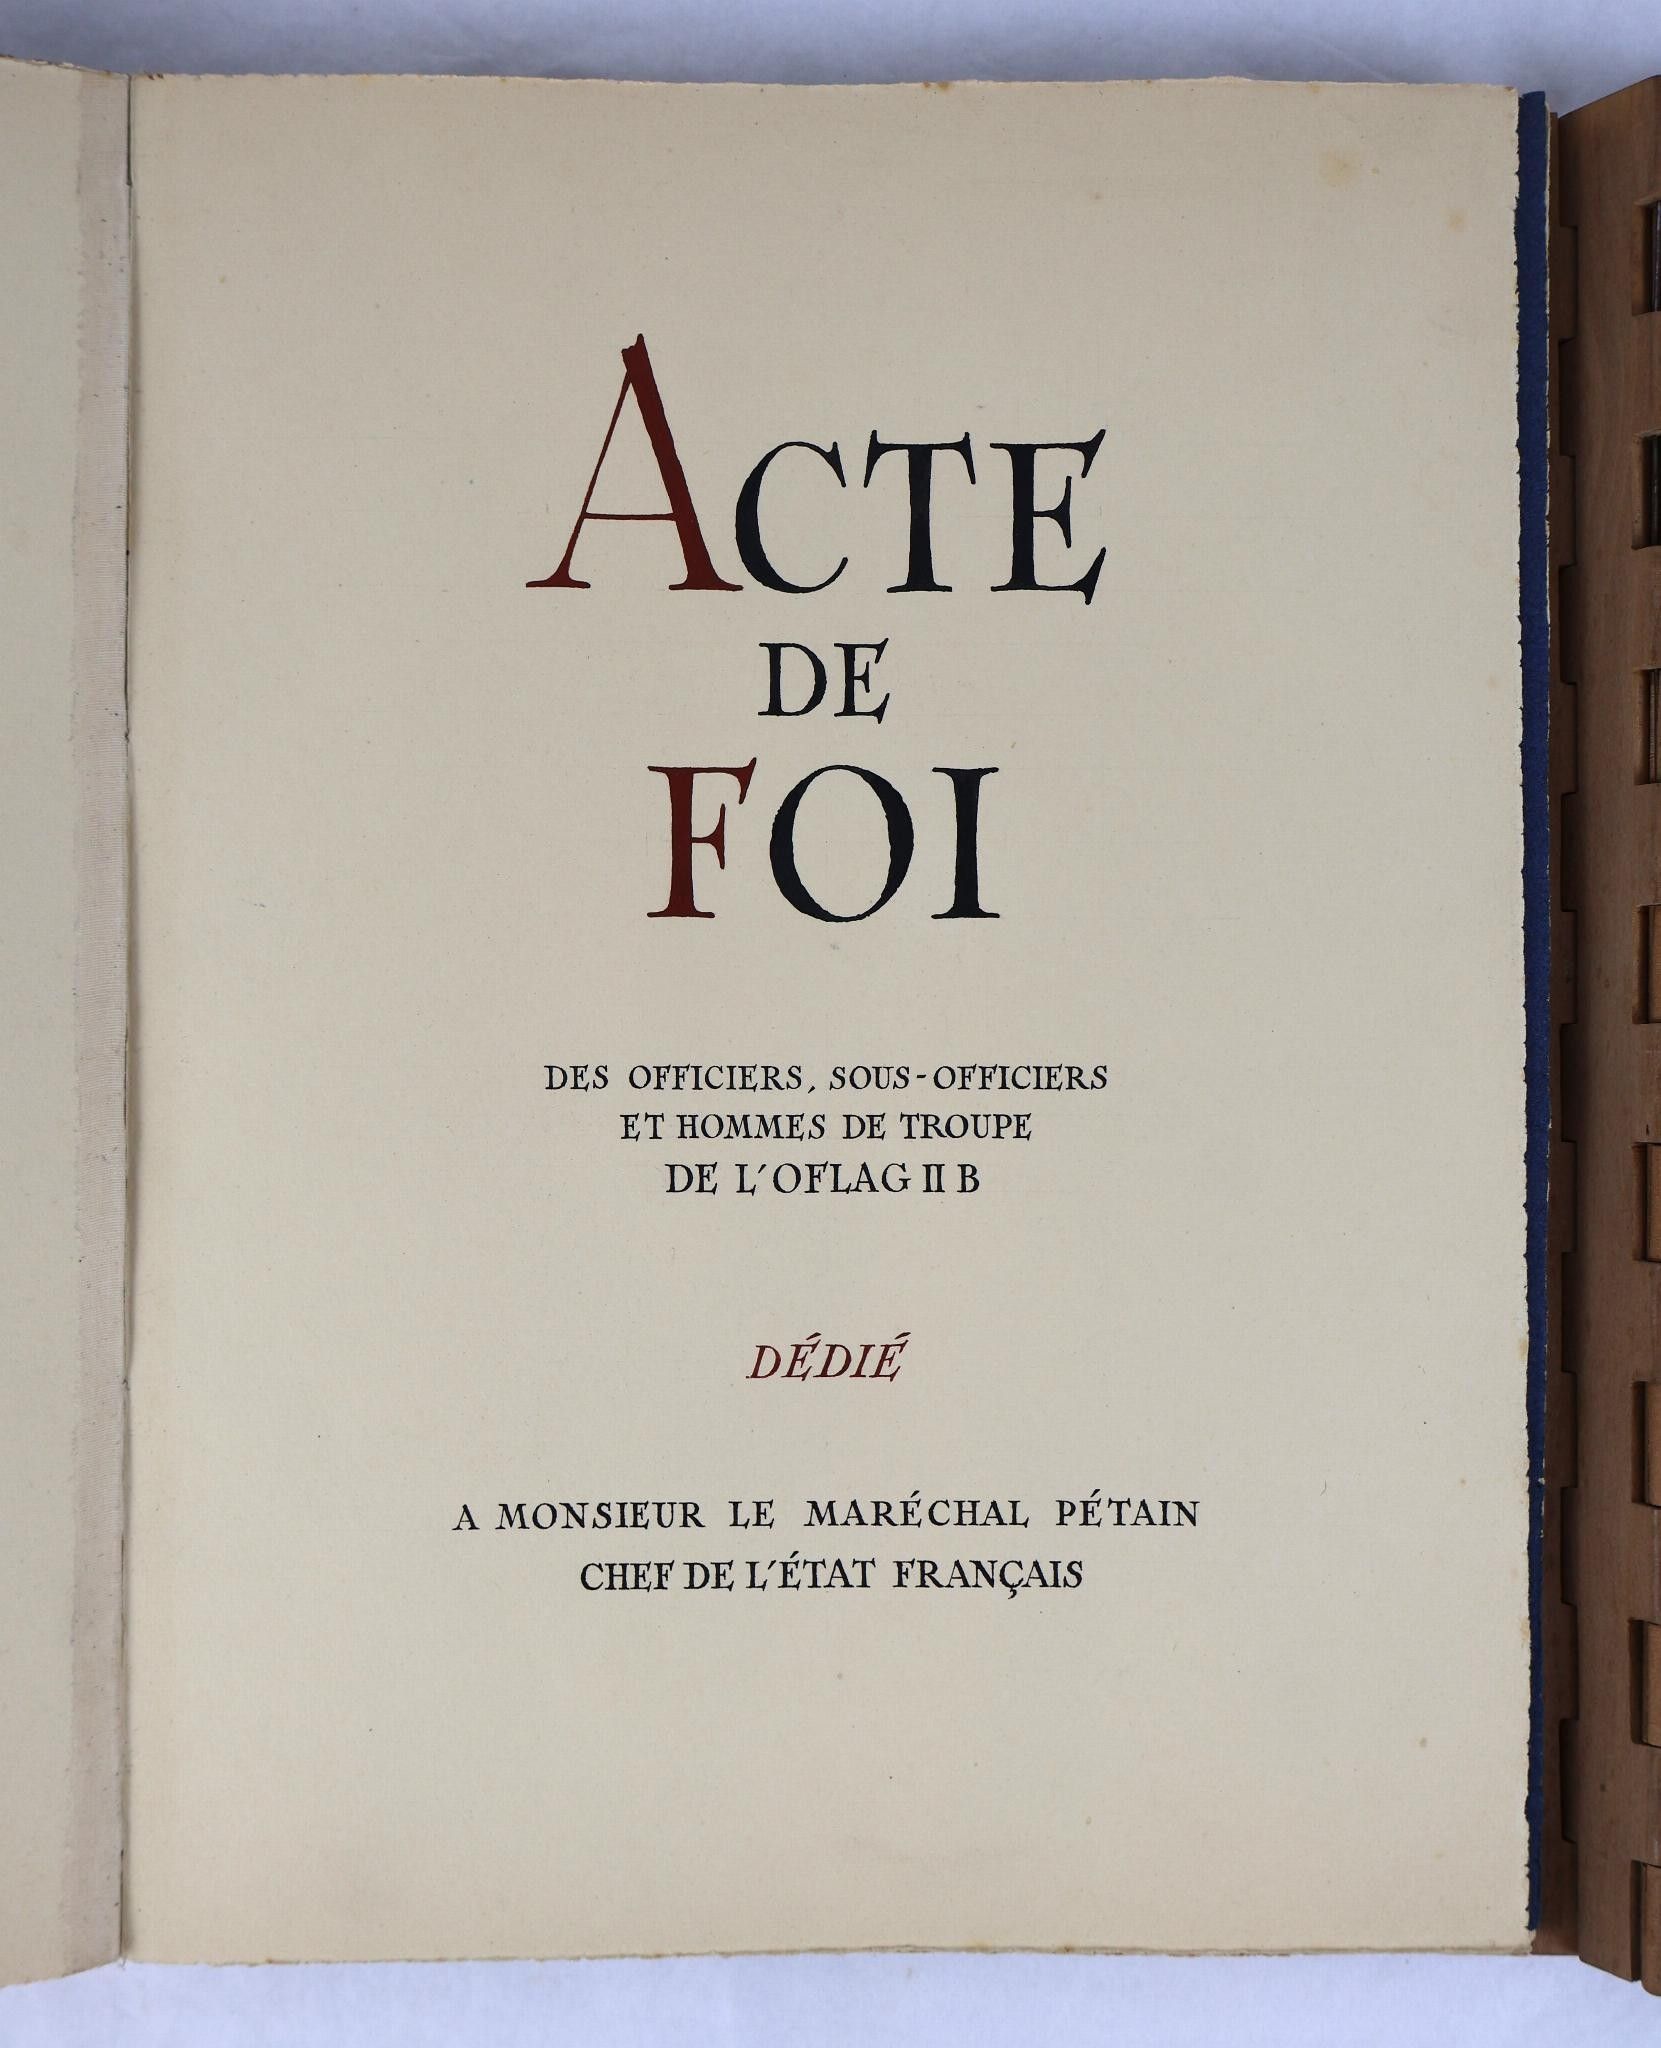 ACTE
DE
FOI
DES OFFICIERS, SOUS-OFFICIERS
ET HOMMES DE TROUPE
DE L'OFLAG II B
DÉDIÉ
A MONSIEUR LE MARÉCHAL PÉTAIN
CHEF DE L'ÉTAT FRANÇAIS